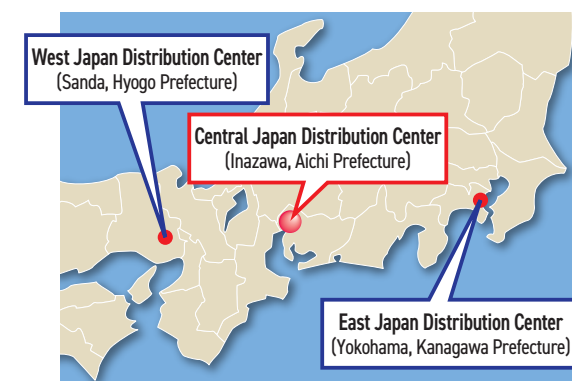 West Japan Distribution Center
(Sanda, Hyogo Prefecture)
Central Japan Distribution Center
(Inazawa, Aichi Prefecture)
East Japan Distribution Center
(Yokohama, Kanagawa Prefecture)